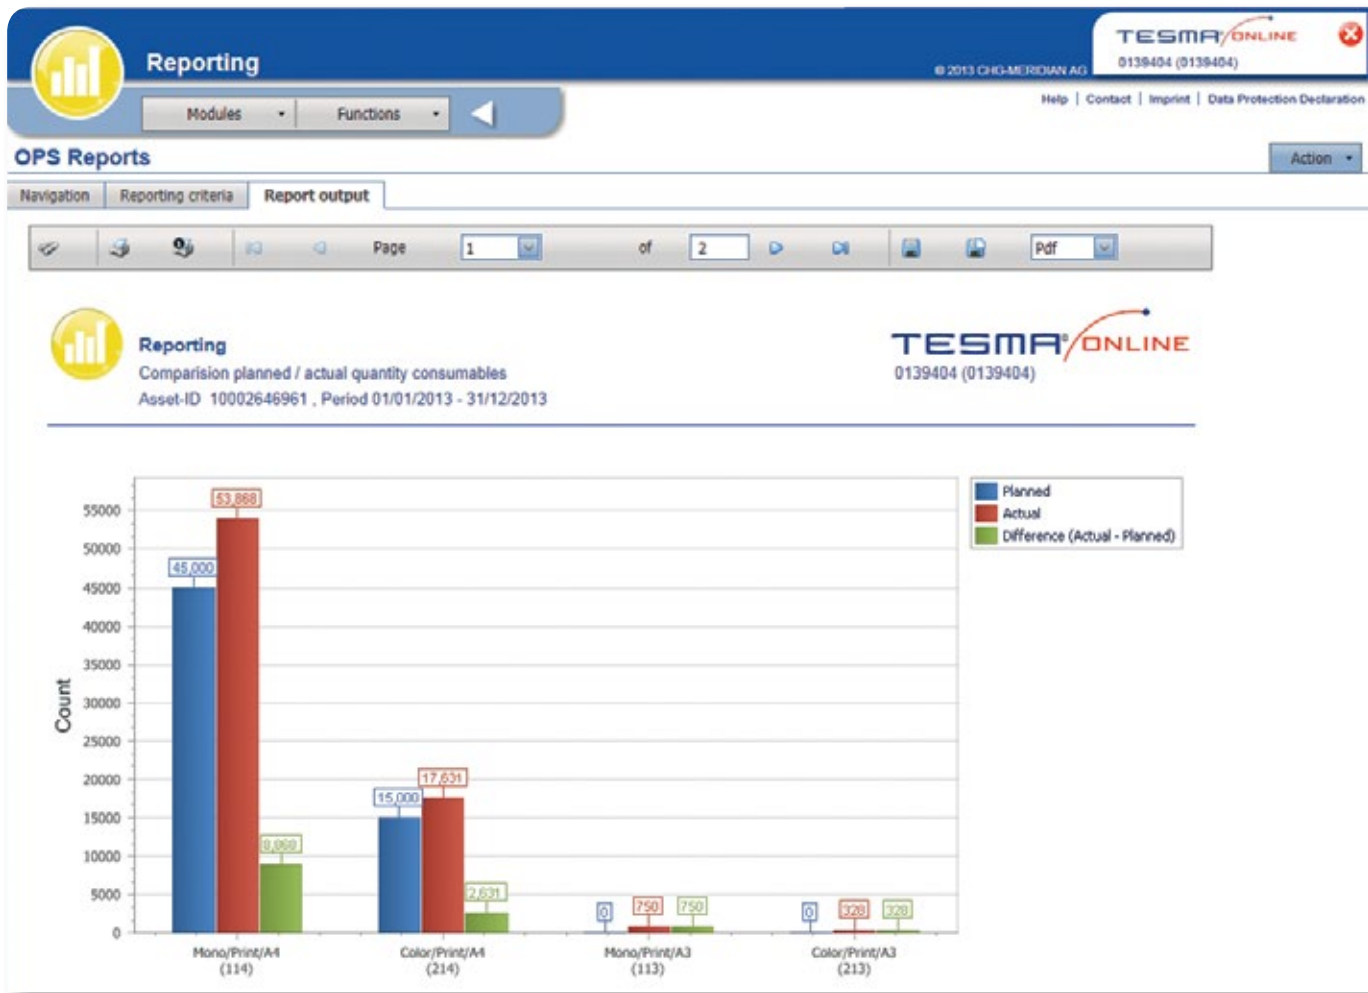 Reporting
© 2013 CHG-MERIDIAN AG
TESMA ONLINE
0139404 (0139404)
Modules
Functions
Help | Contact | Imprint | Data Protection Declaration
OPS Reports
Action
Navigation
Reporting criteria
Report output
Page 1 of 2
Pdf
Reporting
Comparision planned / actual quantity consumables
Asset-ID 10002646961 , Period 01/01/2013 - 31/12/2013
TESMA® ONLINE
0139404 (0139404)
Planned
Actual
Difference (Actual - Planned)
Count
55000
50000
45000
40000
35000
30000
25000
20000
15000
10000
5000
0
45,000
53,868
8,868
15,000
17,631
2,631
0
750
750
0
328
328
Mono/Print/A4
(114)
Color/Print/A4
(214)
Mono/Print/A3
(113)
Color/Print/A3
(213)